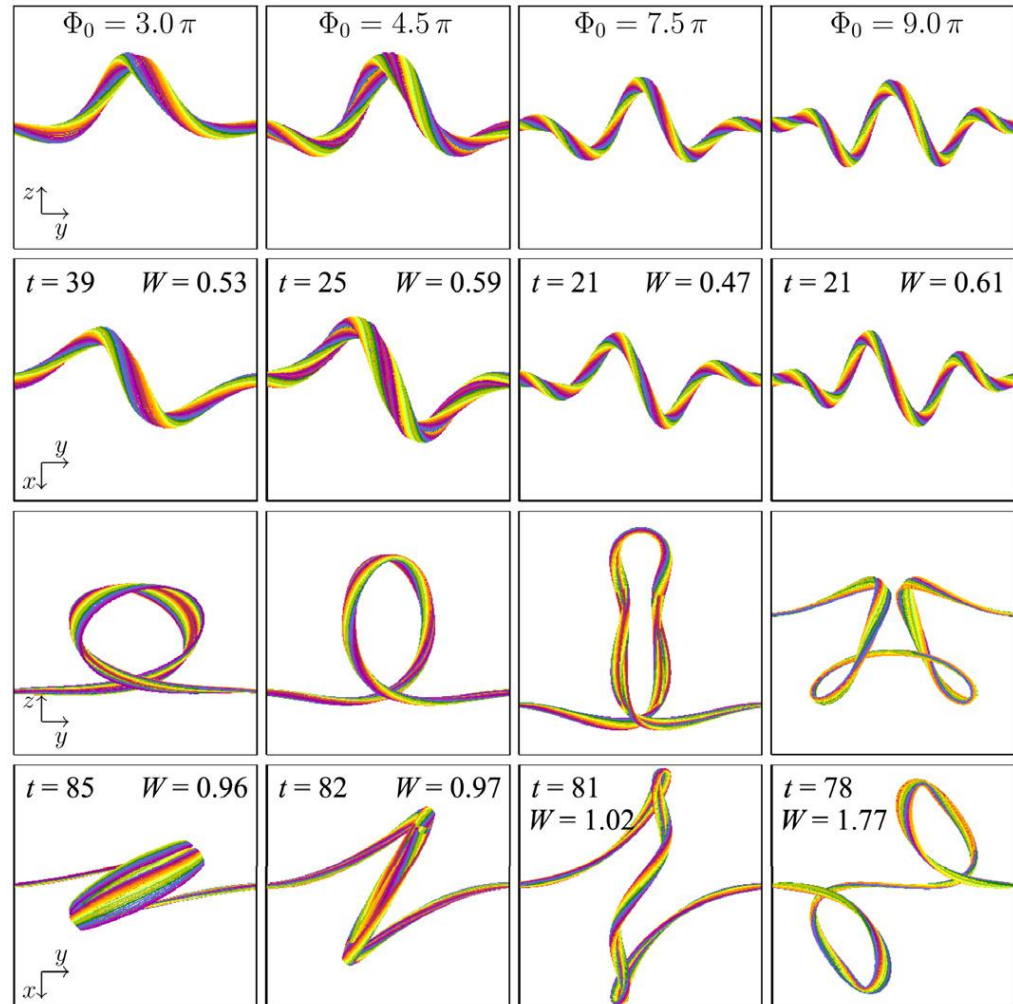 Φ₀ = 3.0 π Φ₀ = 4.5 π Φ₀ = 7.5 π Φ₀ = 9.0 π
z
y
t = 39 W = 0.53 t = 25 W = 0.59 t = 21 W = 0.47 t = 21 W = 0.61
y
x
z
y
t = 85 W = 0.96 t = 82 W = 0.97 t = 81 t = 78
W = 1.02 W = 1.77
y
x